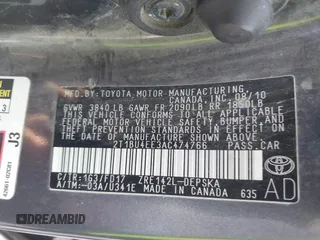 MFD.BY:TOYOTA MOTOR MANUFACTURING,
CANADA, INC. 08/10
GVWR 3840LB GAWR FR 2090LB RR 1850LB
THIS VEHICLE CONFORMS TO ALL APPLICABLE
FEDERAL MOTOR VEHICLE SAFETY, BUMPER, AND
THEFT PREVENTION STANDARDS IN EFFECT ON
THE DATE OF MANUFACTURE SHOWN ABOVE.
2T1BU4EE3AC474766 PASS.CAR
C/TR:1G3/FD17 ZRE142L-DEPSKA
A/TM:-03A/U341E MADE IN CANADA 635
TOYOTA
AD
J3
DREAMBID